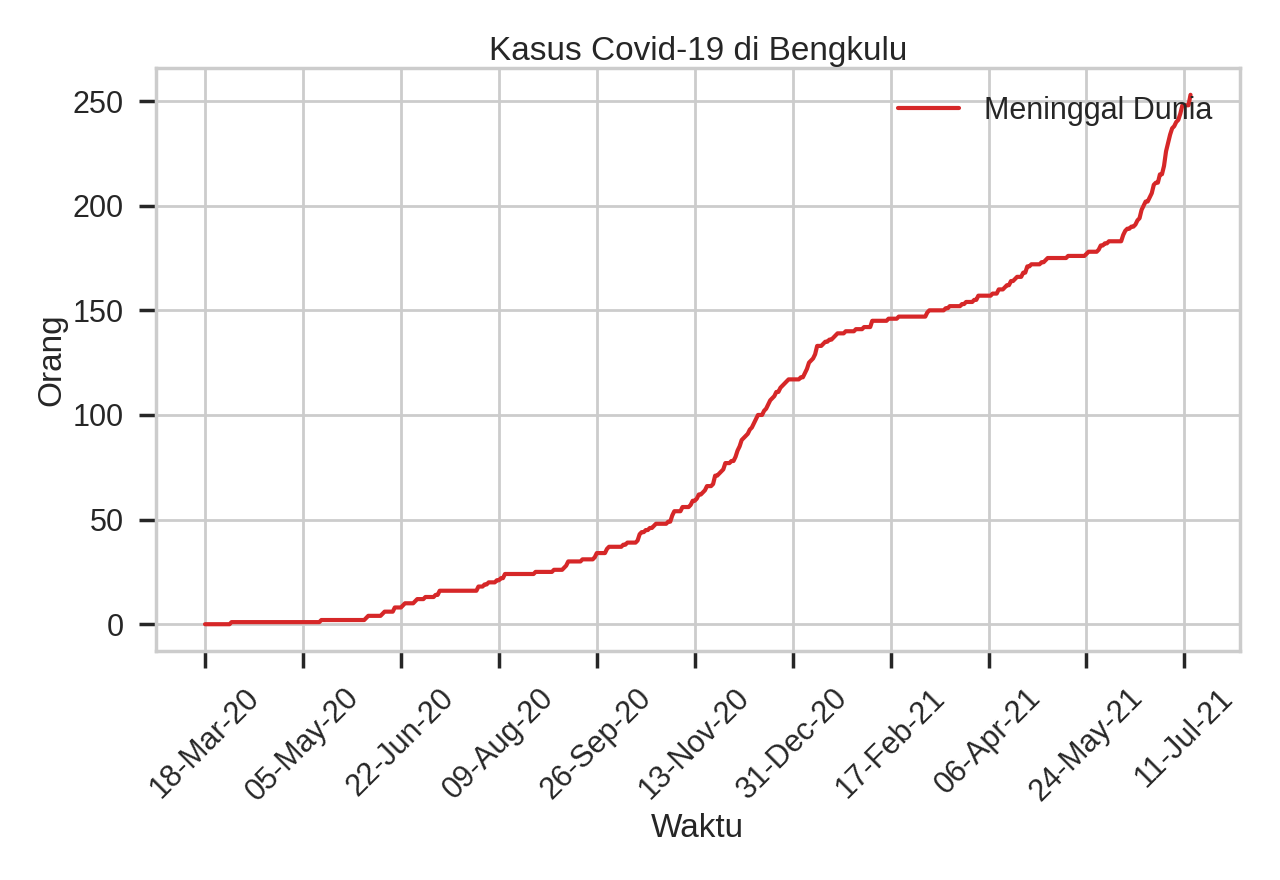 Kasus Covid-19 di Bengkulu
Meninggal Dunia
250
200
150
100
50
0
Orang
18-Mar-20
05-May-20
22-Jun-20
09-Aug-20
26-Sep-20
13-Nov-20
31-Dec-20
17-Feb-21
06-Apr-21
24-May-21
11-Jul-21
Waktu